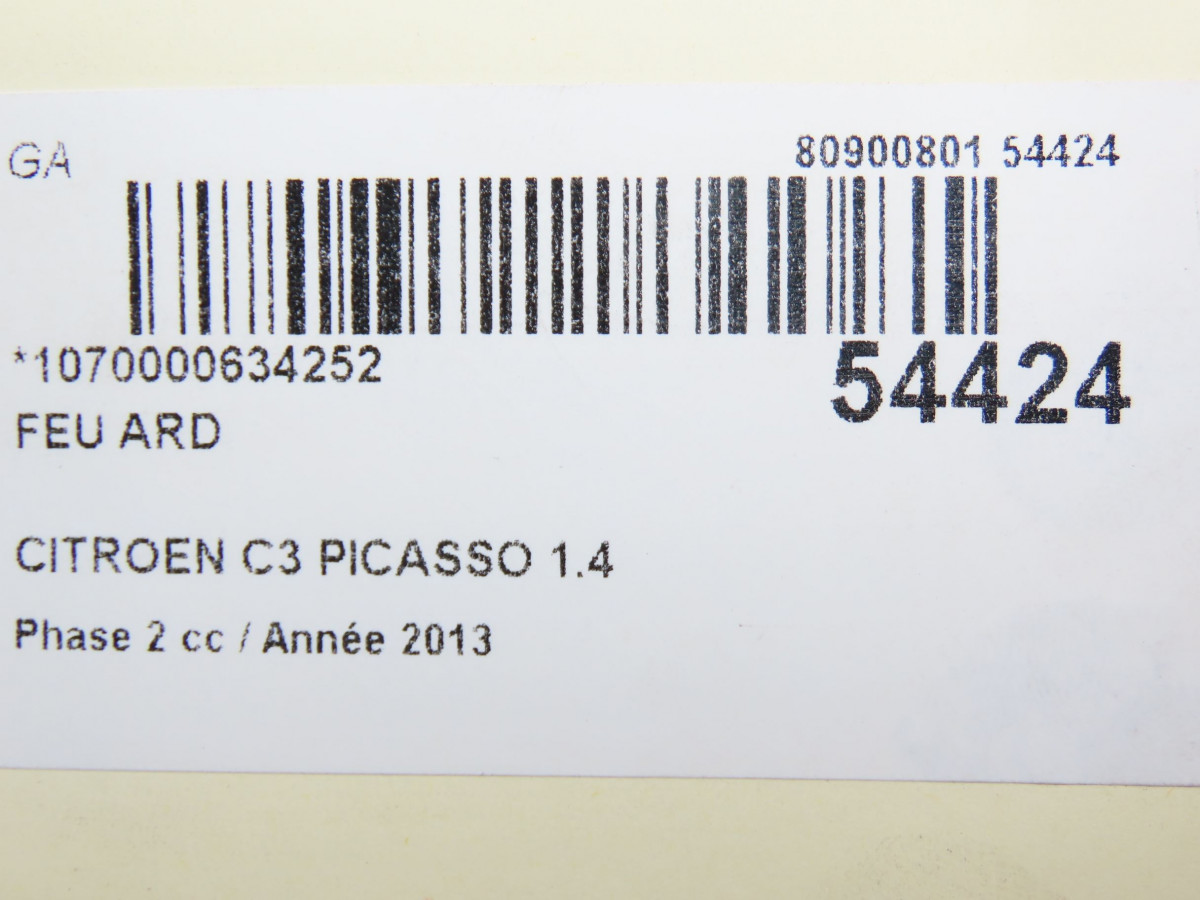 GA
80900801 54424
*1070000634252
54424
FEU ARD
CITROEN C3 PICASSO 1.4
Phase 2 cc / Année 2013